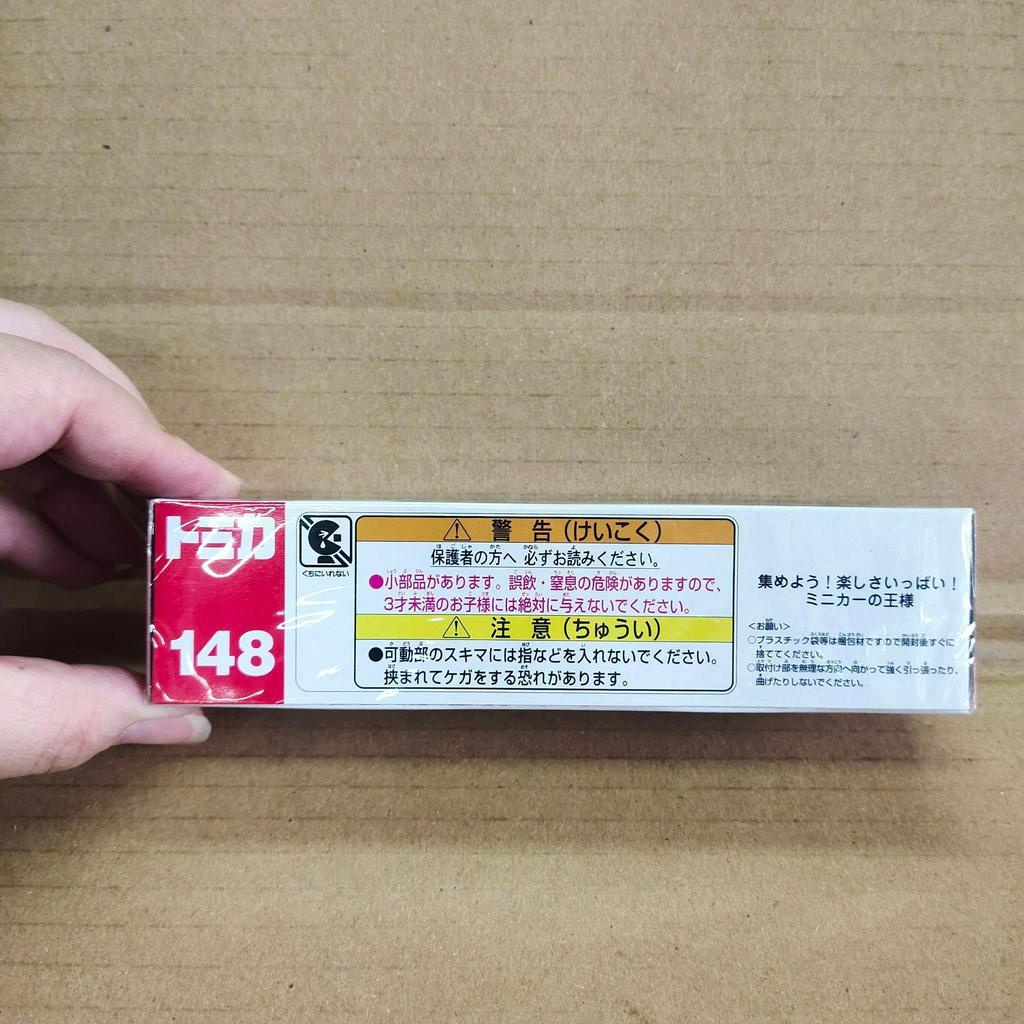 トミカ
148
くちにいれない
警告(けいこく)
保護者の方へ 必ずお読みください。
●小部品があります。誤飲・窒息の危険がありますので、
3才未満のお子様には絶対に与えないでください。
注意(ちゅうい)
●可動部のスキマには指などを入れないでください。
挟まれてケガをする恐れがあります。
集めよう!楽しさいっぱい!
ミニカーの王様
<お願い>
○プラスチック袋等は梱包材ですので開封後すぐに
捨ててください。
○取付け部を無理な方向へ向かって強く引っ張ったり、
曲げたりしないでください。